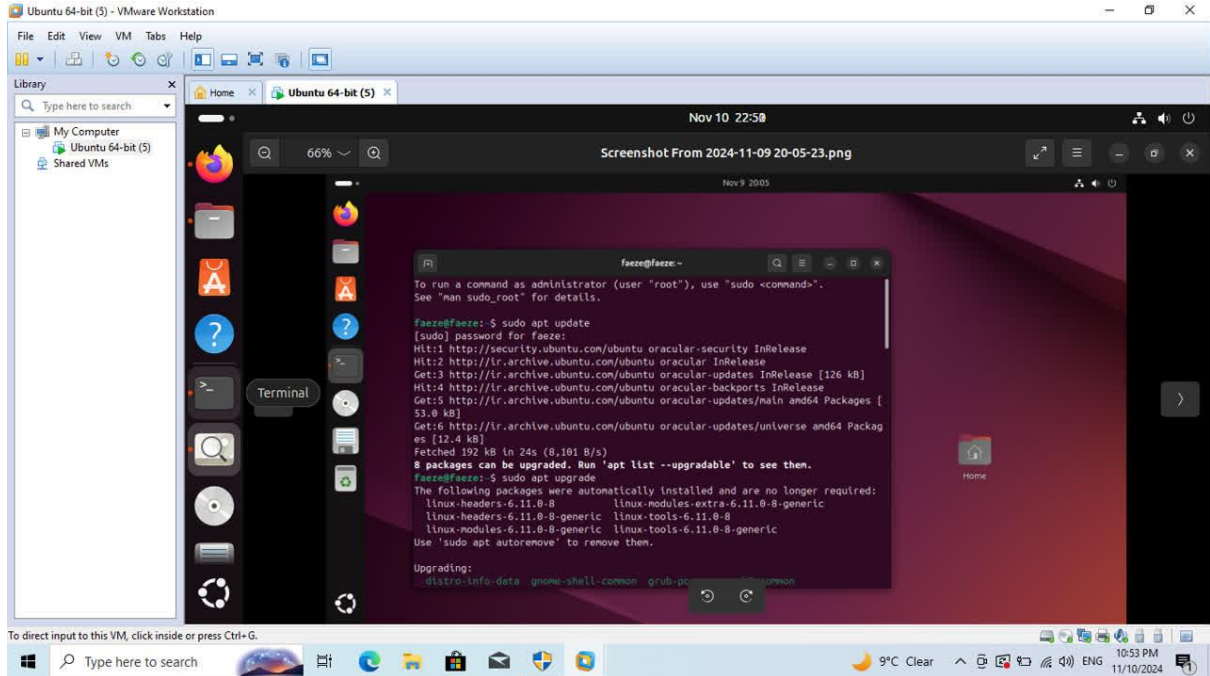 Ubuntu 64-bit (5) - VMware Workstation
File Edit View VM Tabs Help
Library
Type here to search
My Computer
Ubuntu 64-bit (5)
Shared VMs
Home
Ubuntu 64-bit (5)
Nov 10 22:50
66%
Screenshot From 2024-11-09 20-05-23.png
Nov 9 20:05
faeze@faeze: ~
To run a command as administrator (user "root"), use "sudo <command>".
See "man sudo_root" for details.
faeze@faeze:~$ sudo apt update
[sudo] password for faeze:
Hit:1 http://security.ubuntu.com/ubuntu oracular-security InRelease
Hit:2 http://ir.archive.ubuntu.com/ubuntu oracular InRelease
Get:3 http://ir.archive.ubuntu.com/ubuntu oracular-updates InRelease [126 kB]
Hit:4 http://ir.archive.ubuntu.com/ubuntu oracular-backports InRelease
Get:5 http://ir.archive.ubuntu.com/ubuntu oracular-updates/main amd64 Packages [
53.0 kB]
Get:6 http://ir.archive.ubuntu.com/ubuntu oracular-updates/universe amd64 Packag
es [12.4 kB]
Fetched 192 kB in 24s (8,101 B/s)
8 packages can be upgraded. Run 'apt list --upgradable' to see them.
faeze@faeze:~$ sudo apt upgrade
The following packages were automatically installed and are no longer required:
linux-headers-6.11.0-8 linux-modules-extra-6.11.0-8-generic
linux-headers-6.11.0-8-generic linux-tools-6.11.0-8
linux-modules-6.11.0-8-generic linux-tools-6.11.0-8-generic
Use 'sudo apt autoremove' to remove them.
Upgrading:
distro-info-data gnome-shell-common
Terminal
Home
To direct input to this VM, click inside or press Ctrl+G.
Type here to search
9°C Clear
ENG
10:53 PM
11/10/2024
1